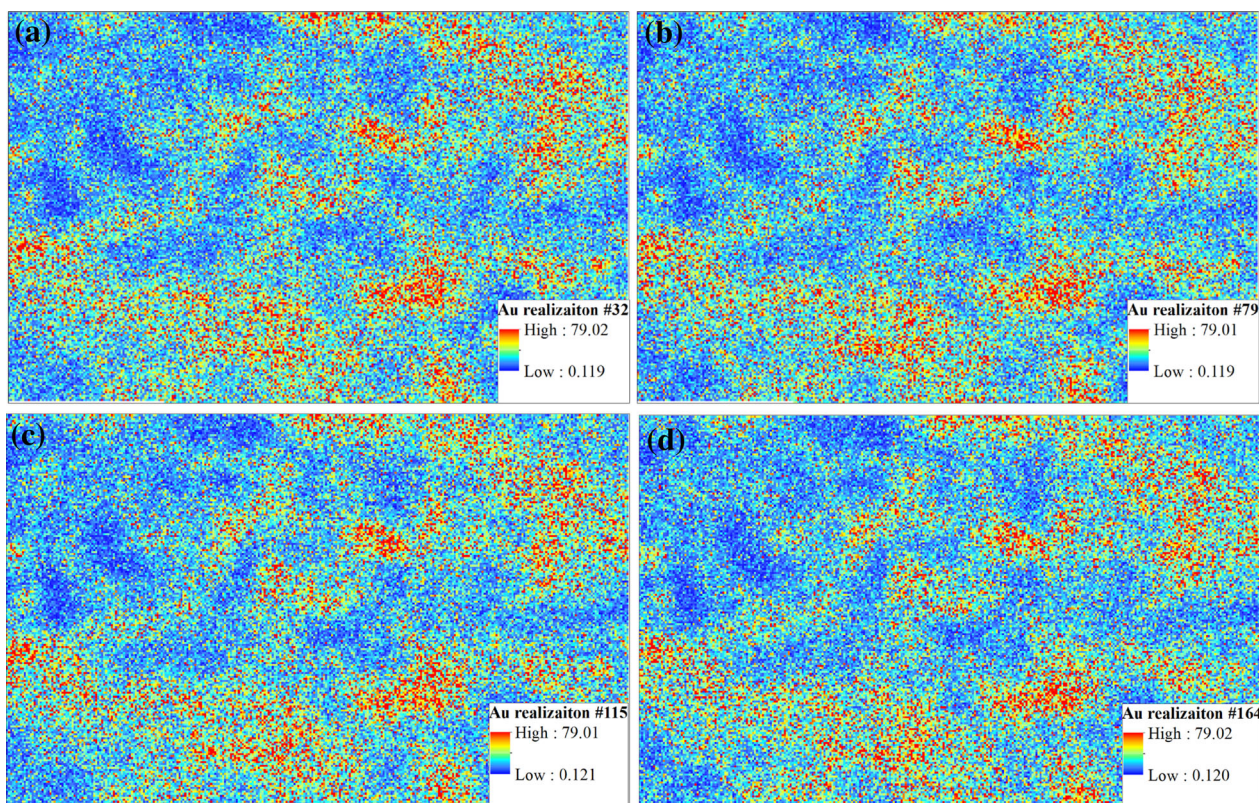 (a)
Au realizaiton #32
High : 79.02
Low : 0.119
(b)
Au realizaiton #79
High : 79.01
Low : 0.119
(c)
Au realizaiton #115
High : 79.01
Low : 0.121
(d)
Au realizaiton #164
High : 79.02
Low : 0.120